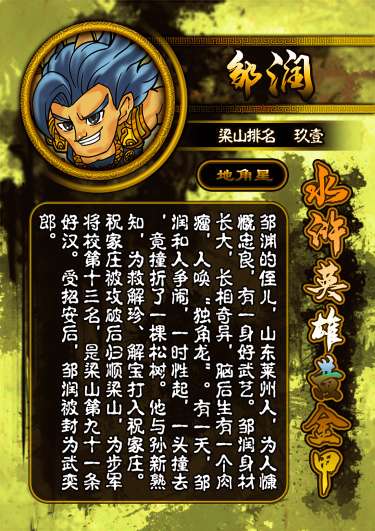 邹润
梁山排名　玖壹
地角星
水浒英雄黄金甲
邹渊的侄儿，山东莱州人，为人慷
慨忠良，有一身好武艺。邹润身材
长大，长相奇异，脑后生有一个肉
瘤，人唤“独角龙”。有一天，邹
润和人争闹，一时性起，一头撞去
，竟撞折了一棵松树。他与孙新熟
知，为救解珍、解宝打入祝家庄。
祝家庄被攻破后归顺梁山，为步军
将校第十三名，是梁山第九十一条
好汉。受招安后，邹润被封为武奕
郎。